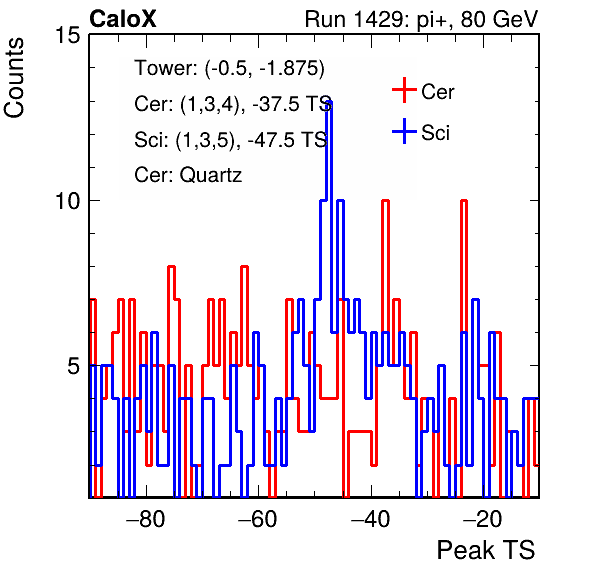 CaloX Run 1429: pi+, 80 GeV
Counts
15
10
5
Tower: (-0.5, -1.875)
Cer: (1,3,4), -37.5 TS
Sci: (1,3,5), -47.5 TS
Cer: Quartz
Cer
Sci
−80 −60 −40 −20
Peak TS